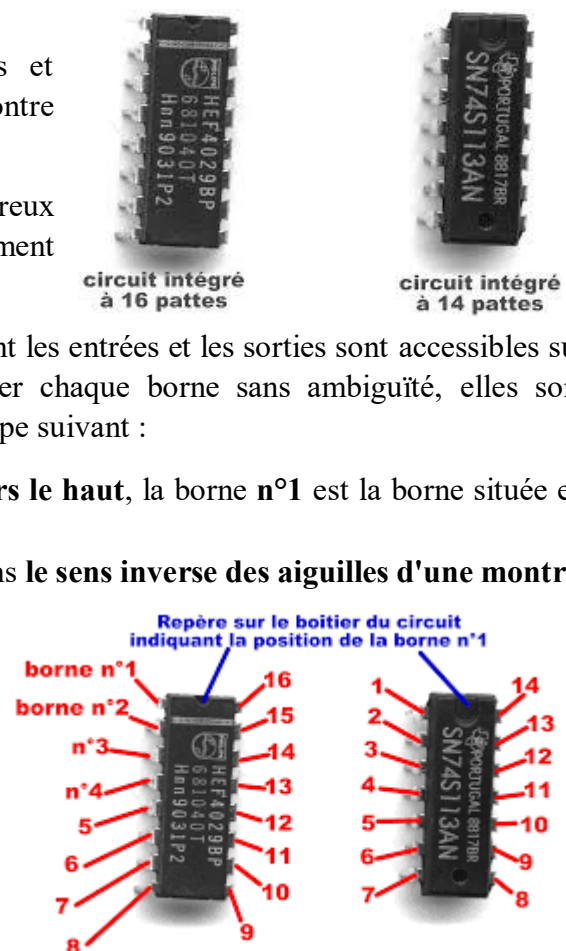 s et
ontre
reux
ment
HEF4029BP
681040T
Hnn9031P2
PORTUGAL 8817BR
SN74S113AN
circuit intégré
à 16 pattes
circuit intégré
à 14 pattes
nt les entrées et les sorties sont accessibles su
er chaque borne sans ambiguïté, elles son
pe suivant :
rs le haut, la borne n°1 est la borne située e
ns le sens inverse des aiguilles d'une montr
Repère sur le boitier du circuit
indiquant la position de la borne n°1
borne n°1
borne n°2
n°3
n°4
5
6
7
8
16
15
14
13
12
11
10
9
HEF4029BP
681040T
Hnn9031P2
1
2
3
4
5
6
7
14
13
12
11
10
9
8
PORTUGAL 8817BR
SN74S113AN